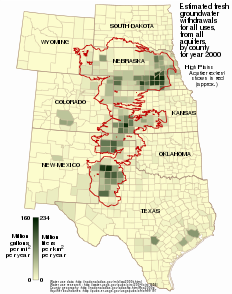 Estimated fresh
groundwater
withdrawals
for all uses,
from all
aquifers,
by county
for year 2000
High Plains
Aquifer extent
shown in red
(approx.)
SOUTH DAKOTA
WYOMING
NEBRASKA
COLORADO
KANSAS
NEW MEXICO
OKLAHOMA
TEXAS
160 234
Million Million
gallons liters
per mi² per km²
per year per year